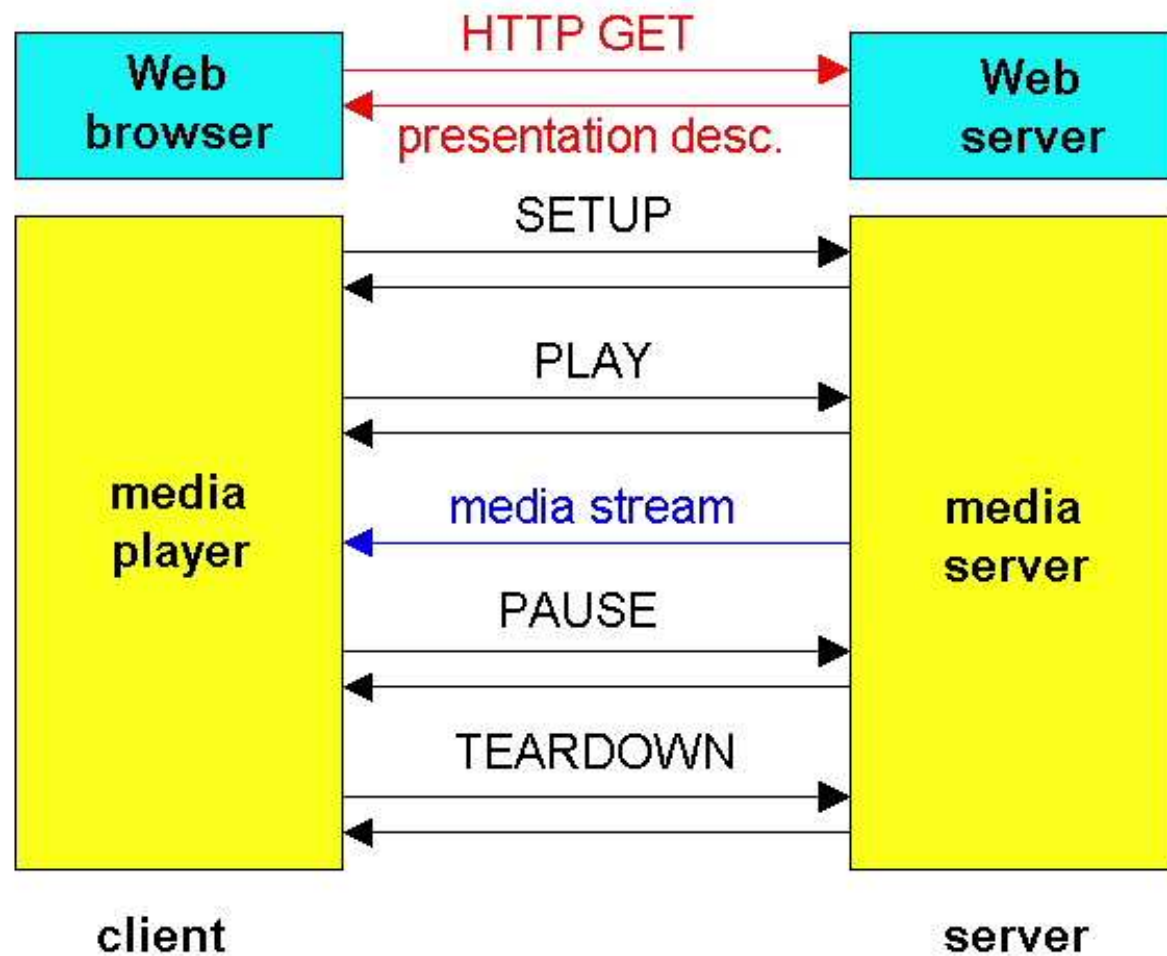 HTTP GET
Web
browser
Web
server
presentation desc.
SETUP
PLAY
media
player
media stream
media
server
PAUSE
TEARDOWN
client
server